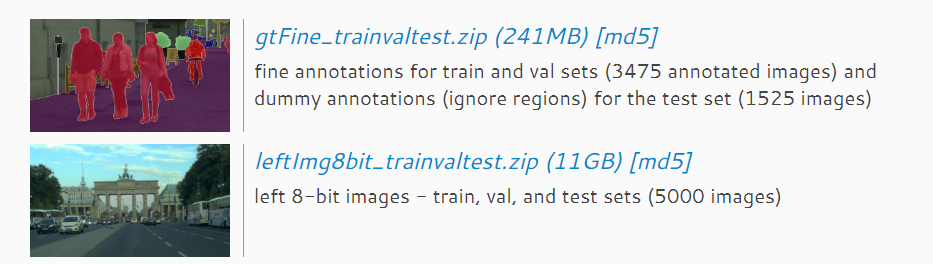 gtFine_trainvaltest.zip (241MB) [md5]
fine annotations for train and val sets (3475 annotated images) and
dummy annotations (ignore regions) for the test set (1525 images)
leftImg8bit_trainvaltest.zip (11GB) [md5]
left 8-bit images - train, val, and test sets (5000 images)